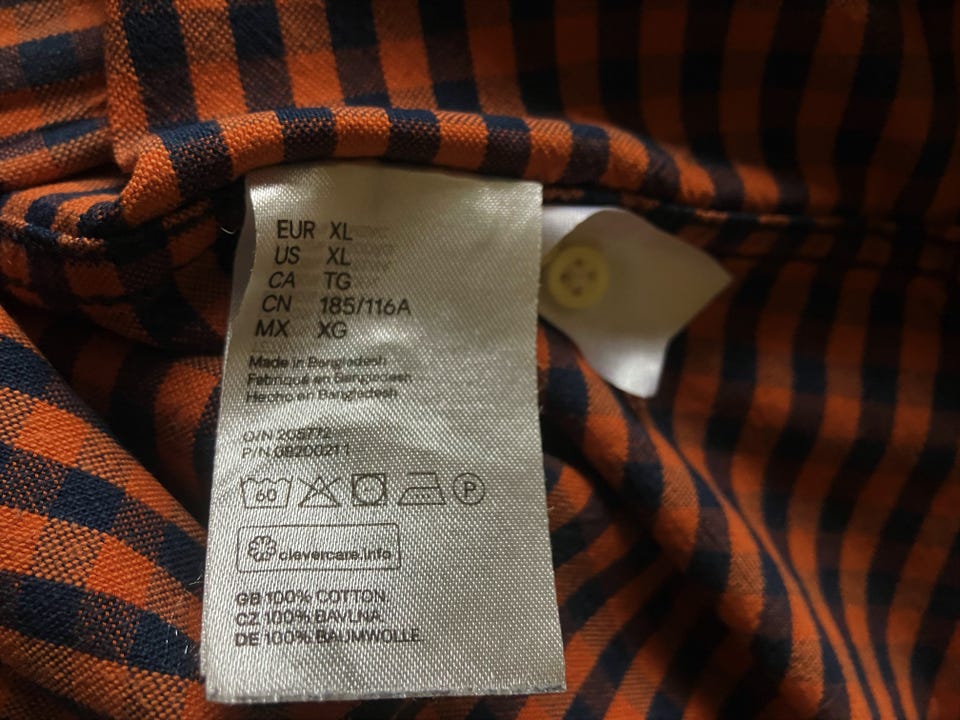 EUR XL
US XL
CA TG
CN 185/116A
MX XG
Made in Bangladesh
Fabriqué en Bangladesh
Hecho en Bangladesh
O/N 205772
P/N 08200211
60 P
clevercare.info
GB 100% COTTON
CZ 100% BAVLNA
DE 100% BAUMWOLLE